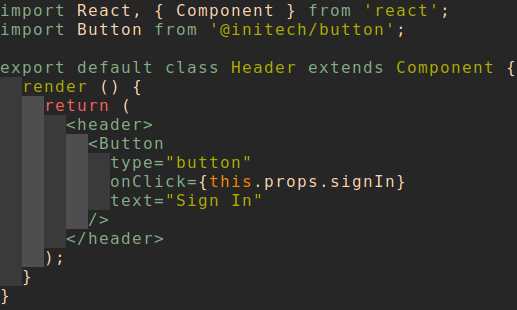 import React, { Component } from 'react';
import Button from '@initech/button';

export default class Header extends Component {
  render () {
    return (
      <header>
        <Button
          type="button"
          onClick={this.props.signIn}
          text="Sign In"
        />
      </header>
    );
  }
}